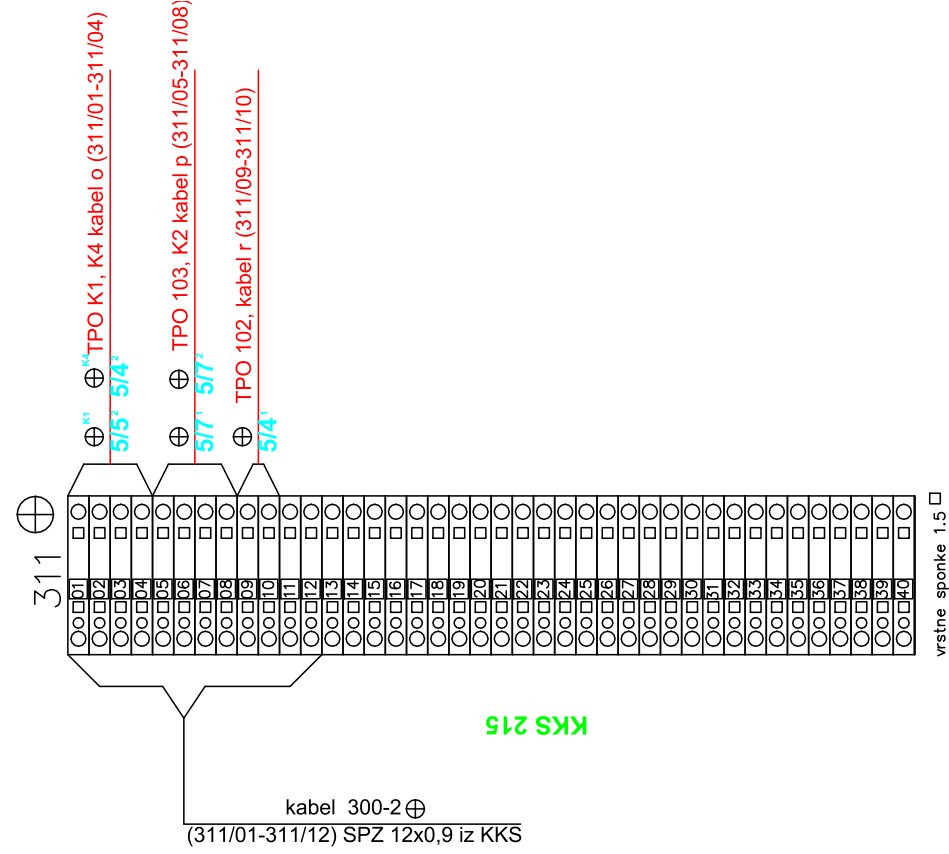 TPO K1, K4 kabel o (311/01-311/04)
K1 K4
5/5² 5/4²
TPO 103, K2 kabel p (311/05-311/08)
5/7¹ 5/7²
TPO 102, kabel r (311/09-311/10)
5/4¹
311
01 02 03 04 05 06 07 08 09 10 11 12 13 14 15 16 17 18 19 20 21 22 23 24 25 26 27 28 29 30 31 32 33 34 35 36 37 38 39 40
vrstne sponke 1.5 □
KKS 215
kabel 300-2
(311/01-311/12) SPZ 12x0,9 iz KKS